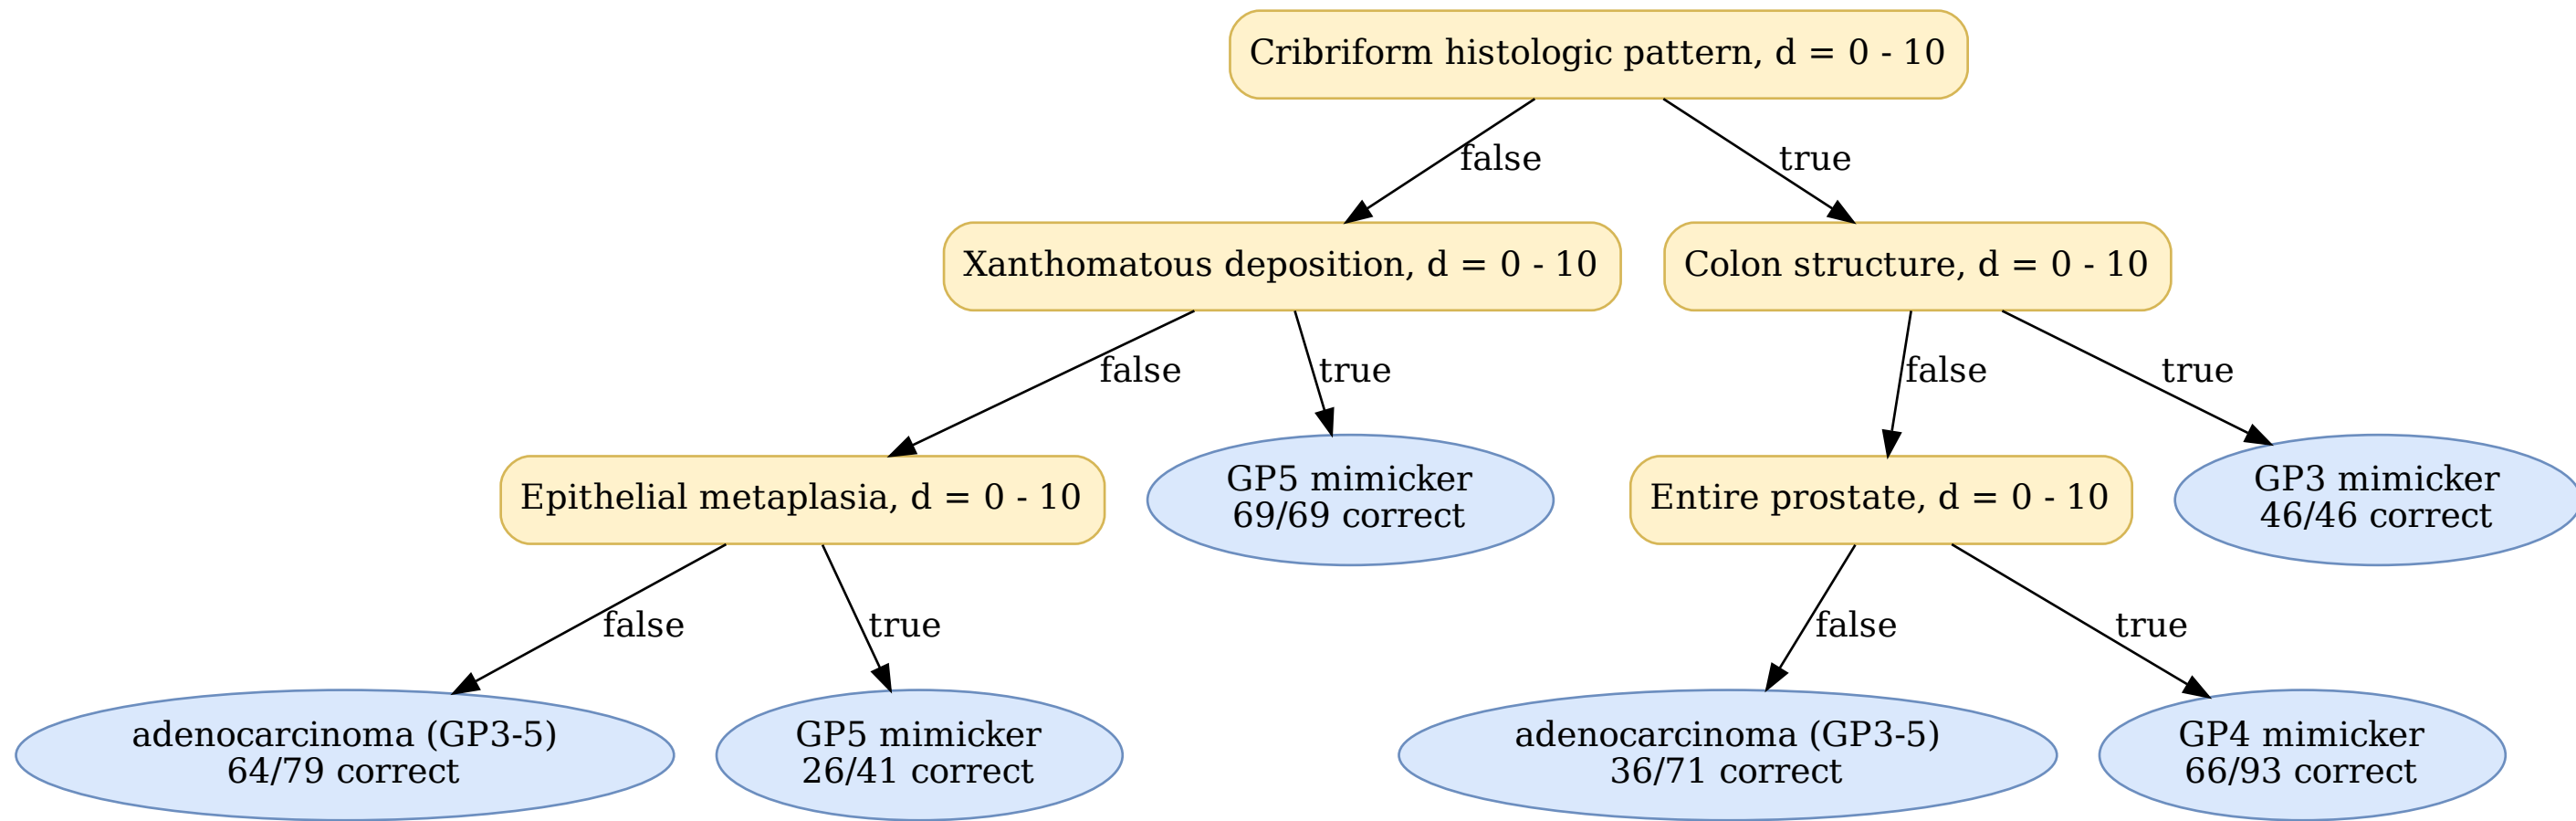 Cribriform histologic pattern, d = 0 - 10
false
true
Xanthomatous deposition, d = 0 - 10
Colon structure, d = 0 - 10
false
true
false
true
Epithelial metaplasia, d = 0 - 10
GP5 mimicker
69/69 correct
Entire prostate, d = 0 - 10
GP3 mimicker
46/46 correct
false
true
false
true
adenocarcinoma (GP3-5)
64/79 correct
GP5 mimicker
26/41 correct
adenocarcinoma (GP3-5)
36/71 correct
GP4 mimicker
66/93 correct